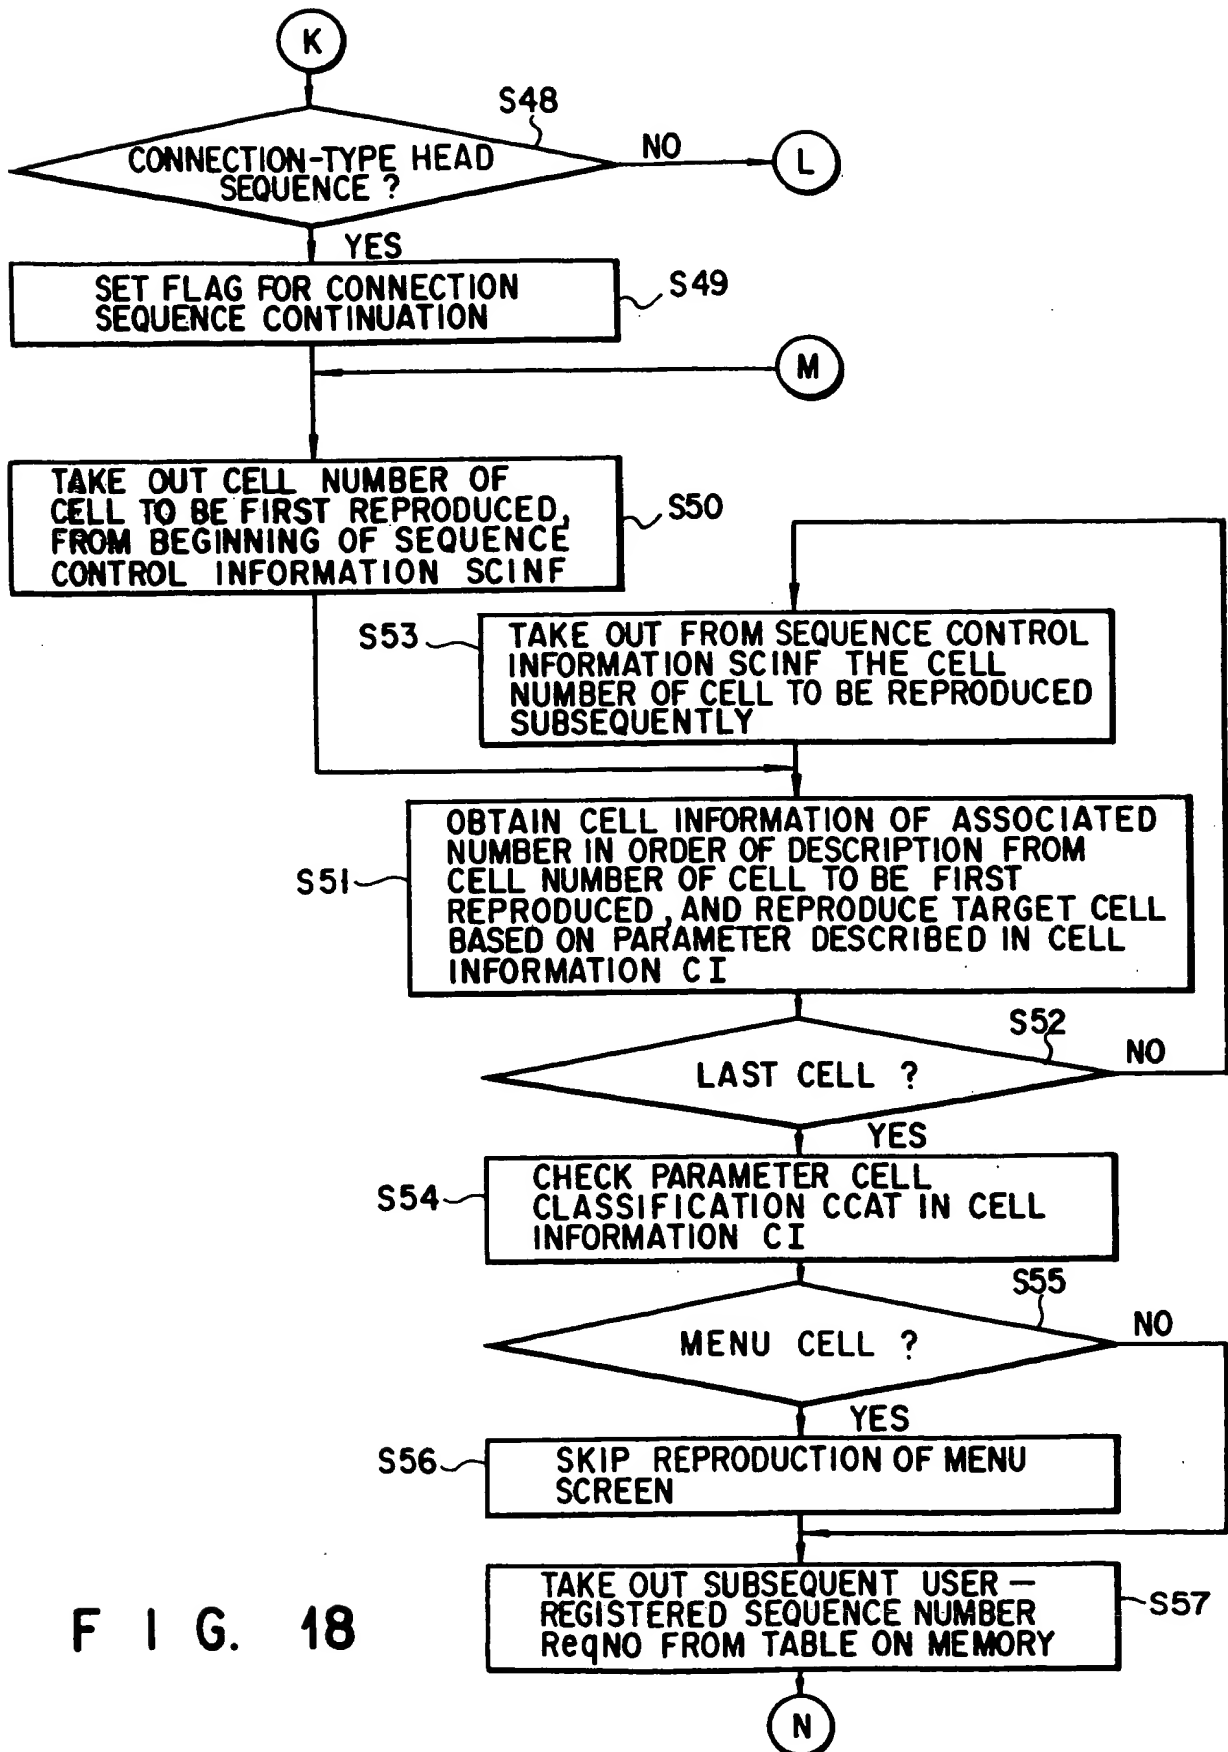 K
S48
CONNECTION-TYPE HEAD
SEQUENCE ?
NO
L
YES
SET FLAG FOR CONNECTION
SEQUENCE CONTINUATION
S49
M
TAKE OUT CELL NUMBER OF
CELL TO BE FIRST REPRODUCED,
FROM BEGINNING OF SEQUENCE
CONTROL INFORMATION SCINF
S50
S53
TAKE OUT FROM SEQUENCE CONTROL
INFORMATION SCINF THE CELL
NUMBER OF CELL TO BE REPRODUCED
SUBSEQUENTLY
S51
OBTAIN CELL INFORMATION OF ASSOCIATED
NUMBER IN ORDER OF DESCRIPTION FROM
CELL NUMBER OF CELL TO BE FIRST
REPRODUCED, AND REPRODUCE TARGET CELL
BASED ON PARAMETER DESCRIBED IN CELL
INFORMATION CI
S52
LAST CELL ?
NO
YES
S54
CHECK PARAMETER CELL
CLASSIFICATION CCAT IN CELL
INFORMATION CI
S55
MENU CELL ?
NO
YES
S56
SKIP REPRODUCTION OF MENU
SCREEN
TAKE OUT SUBSEQUENT USER-
REGISTERED SEQUENCE NUMBER
ReqNO FROM TABLE ON MEMORY
S57
N
FIG. 18